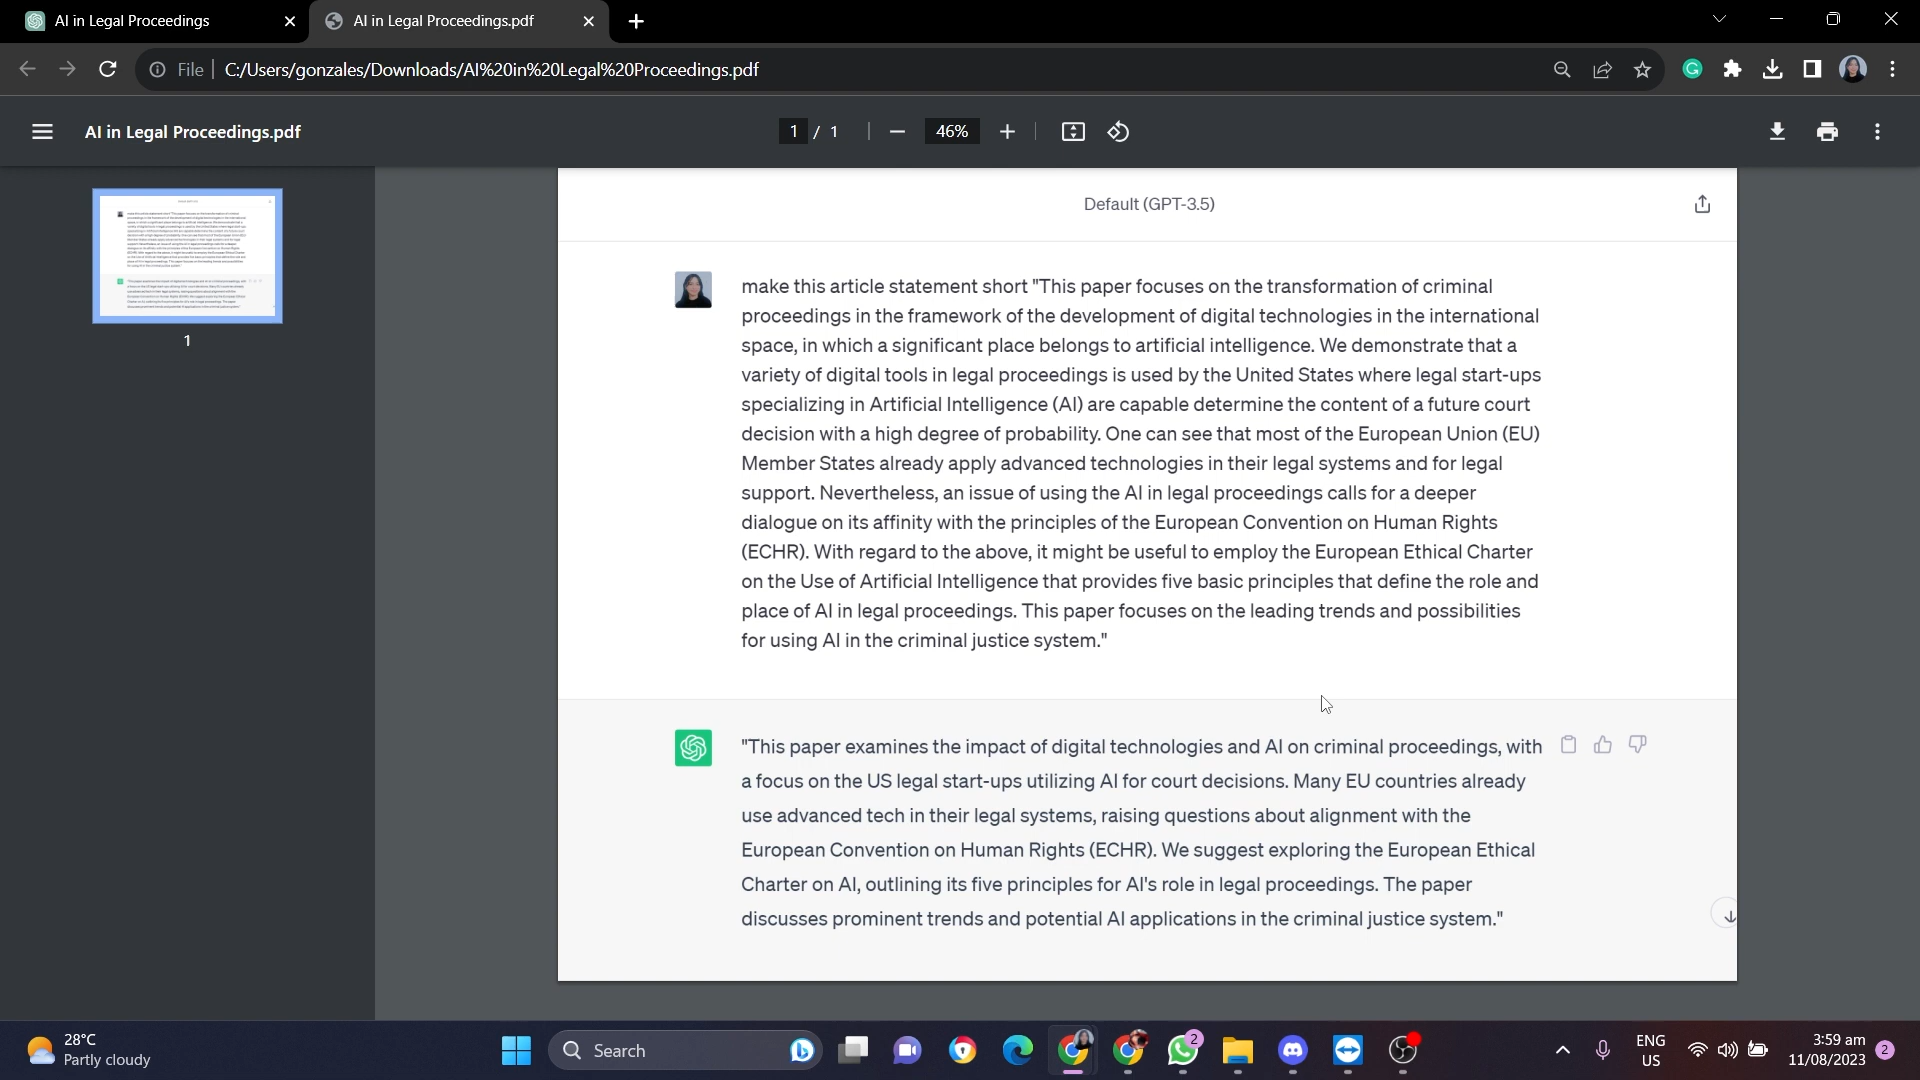 AI in Legal Proceedings
AI in Legal Proceedings.pdf
File
C:/Users/gonzales/Downloads/AI%20in%20Legal%20Proceedings.pdf
AI in Legal Proceedings.pdf
1 / 1
46%
1
Default (GPT-3.5)
make this article statement short "This paper focuses on the transformation of criminal
proceedings in the framework of the development of digital technologies in the international
space, in which a significant place belongs to artificial intelligence. We demonstrate that a
variety of digital tools in legal proceedings is used by the United States where legal start-ups
specializing in Artificial Intelligence (AI) are capable determine the content of a future court
decision with a high degree of probability. One can see that most of the European Union (EU)
Member States already apply advanced technologies in their legal systems and for legal
support. Nevertheless, an issue of using the AI in legal proceedings calls for a deeper
dialogue on its affinity with the principles of the European Convention on Human Rights
(ECHR). With regard to the above, it might be useful to employ the European Ethical Charter
on the Use of Artificial Intelligence that provides five basic principles that define the role and
place of AI in legal proceedings. This paper focuses on the leading trends and possibilities
for using AI in the criminal justice system."
"This paper examines the impact of digital technologies and AI on criminal proceedings, with
a focus on the US legal start-ups utilizing AI for court decisions. Many EU countries already
use advanced tech in their legal systems, raising questions about alignment with the
European Convention on Human Rights (ECHR). We suggest exploring the European Ethical
Charter on AI, outlining its five principles for AI's role in legal proceedings. The paper
discusses prominent trends and potential AI applications in the criminal justice system."
28°C
Partly cloudy
Search
2
ENG
US
3:59 am
11/08/2023
2